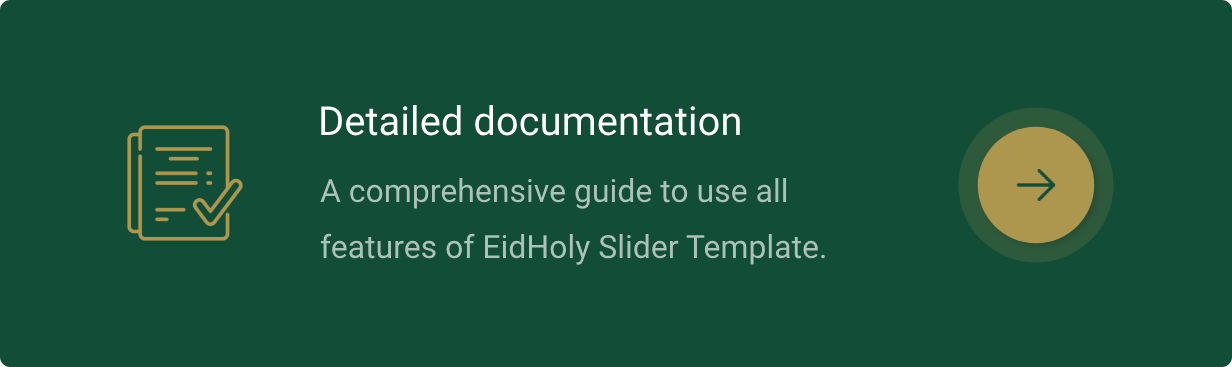 Detailed documentation
A comprehensive guide to use all
features of EidHoly Slider Template.